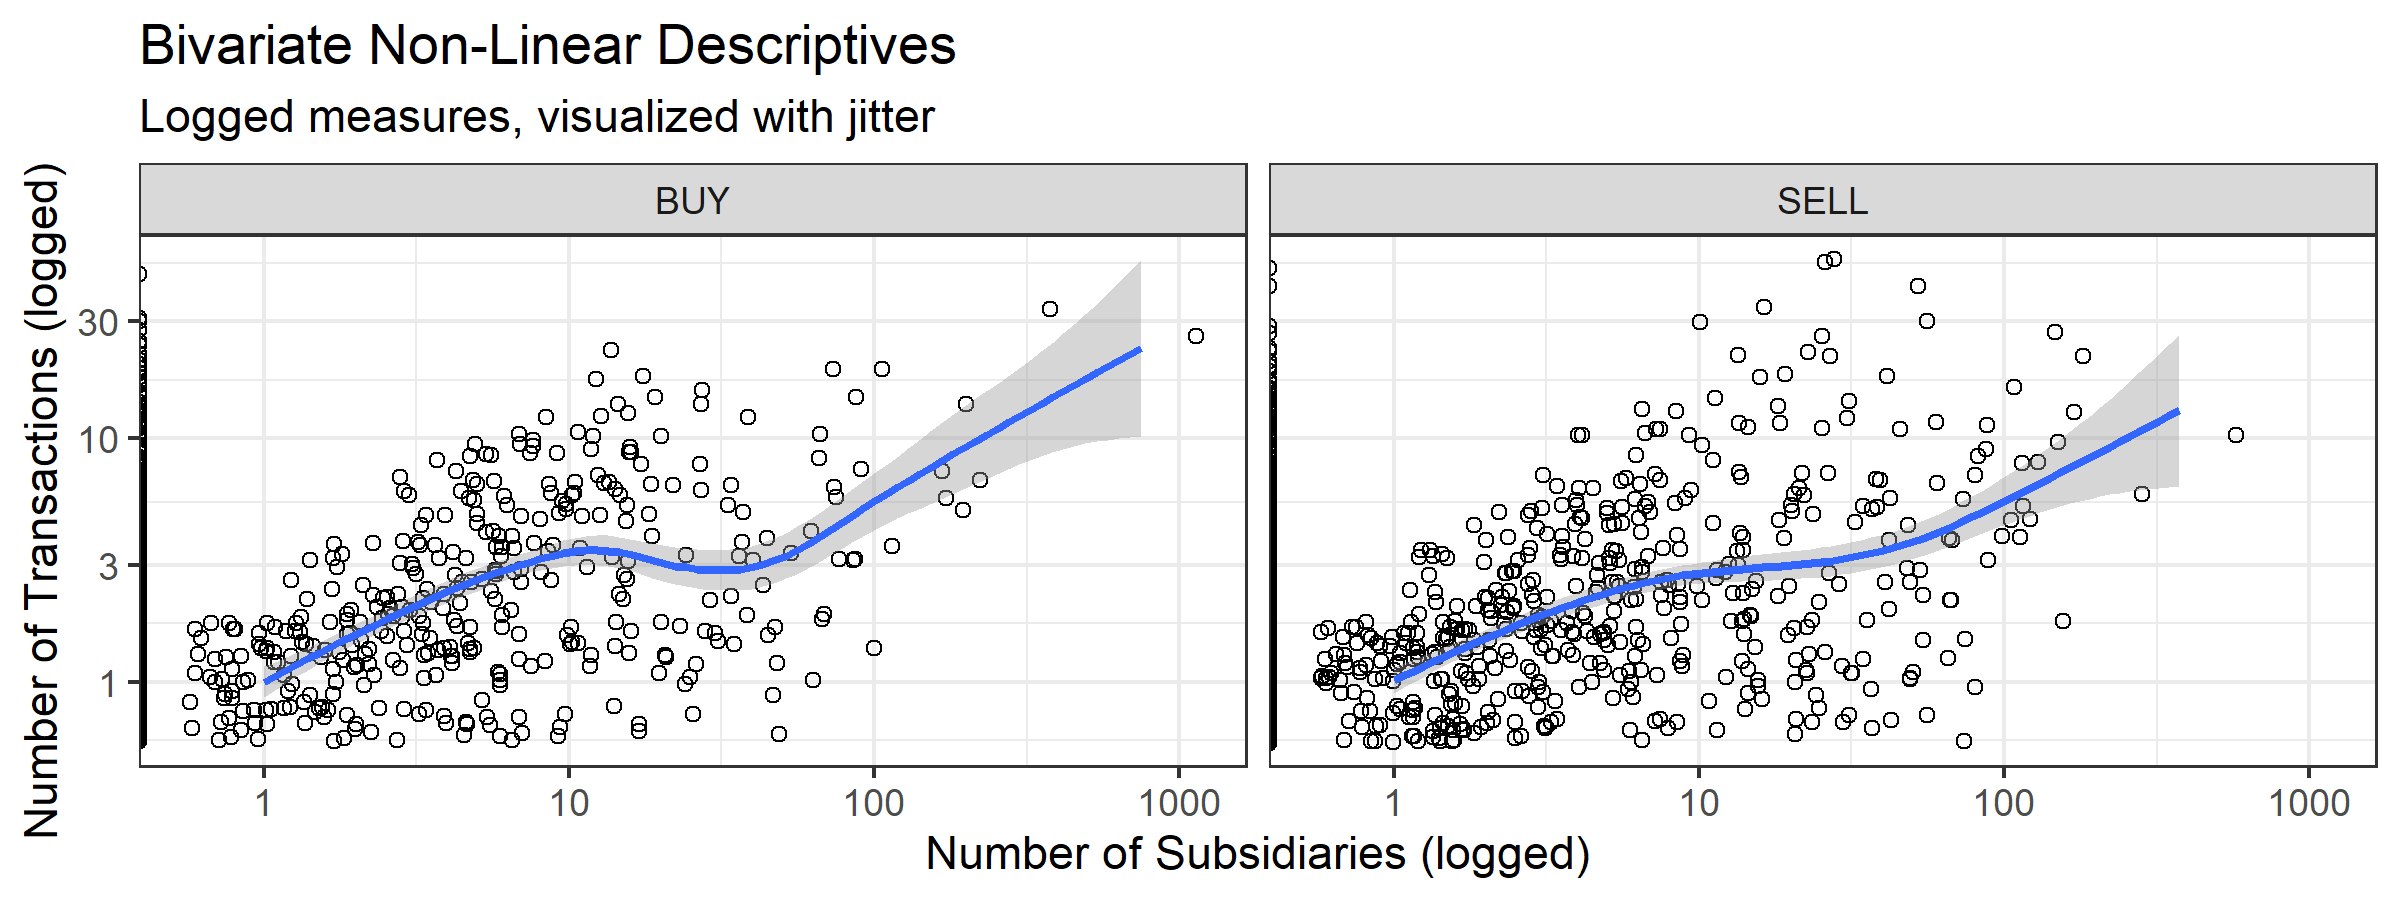 Bivariate Non-Linear Descriptives
Logged measures, visualized with jitter
BUY
SELL
Number of Transactions (logged)
30
10
3
1
1
10
100
1000
1
10
100
1000
Number of Subsidiaries (logged)